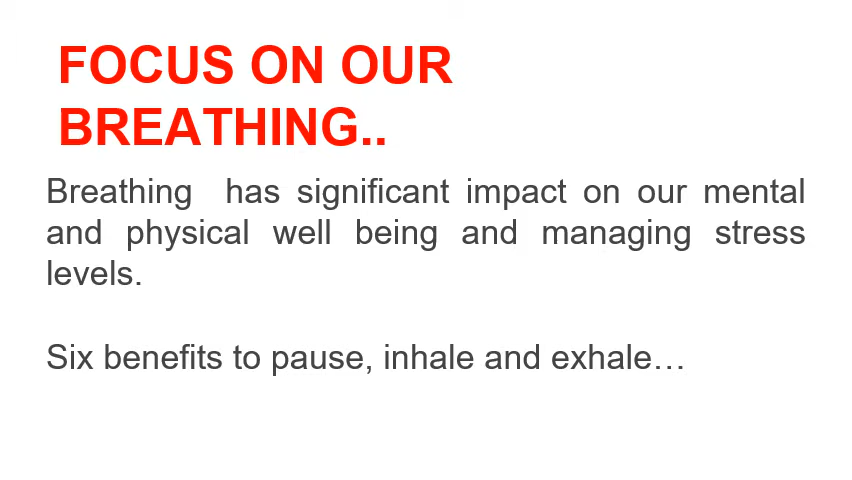 FOCUS ON OUR
BREATHING..
Breathing  has significant impact on our mental
and physical well being and managing stress
levels.
Six benefits to pause, inhale and exhale…